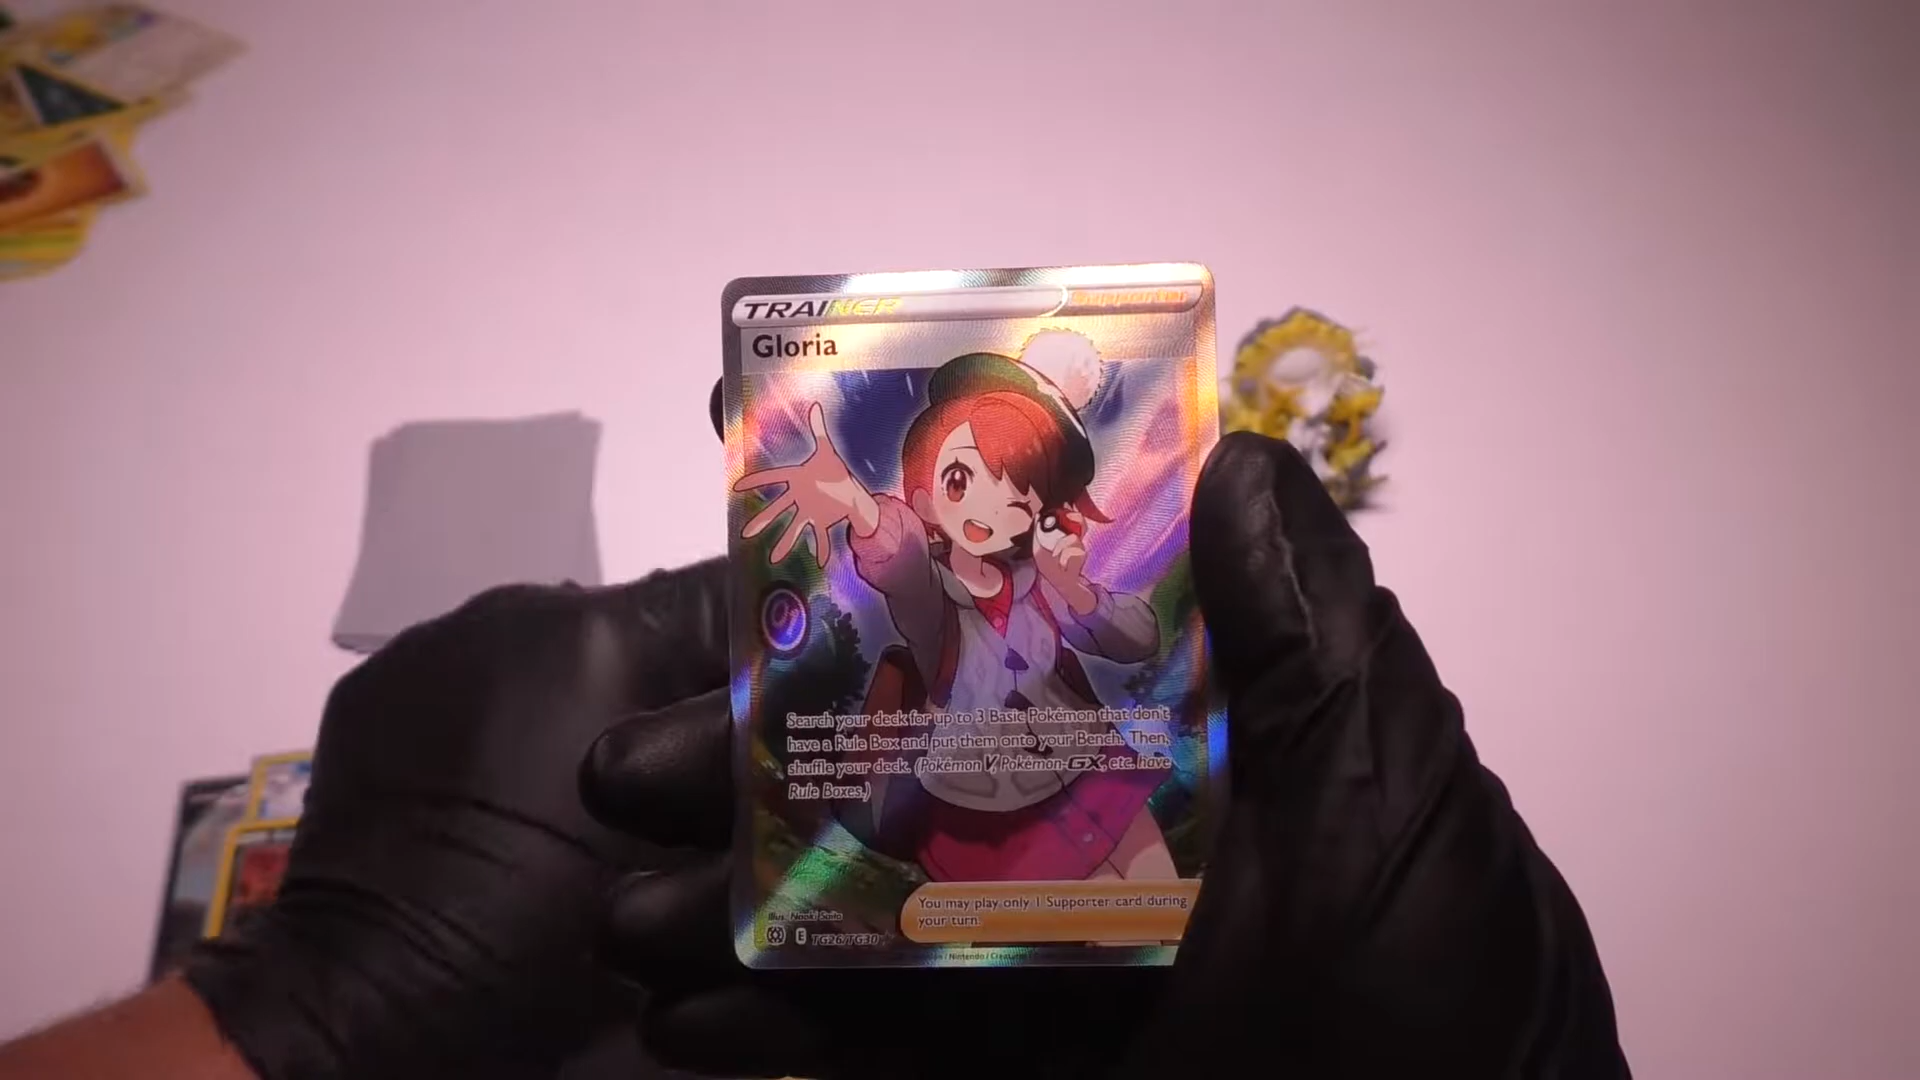 TRAINER
Supporter
Gloria
Search your deck for up to 3 Basic Pokémon that don't
have a Rule Box and put them onto your Bench. Then,
shuffle your deck. (Pokémon V, Pokémon-GX, etc. have
Rule Boxes.)
You may play only 1 Supporter card during
your turn.
Illus. Naoki Saito
E TG26/TG30
/ Nintendo /